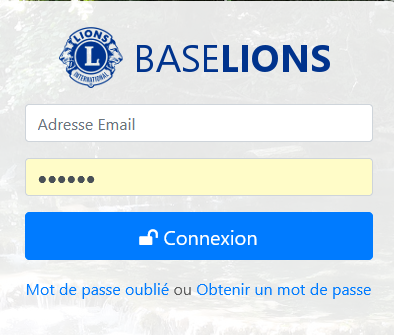 LIONS
L
INTERNATIONAL
BASELIONS
Adresse Email
••••••
Connexion
Mot de passe oublié ou Obtenir un mot de passe